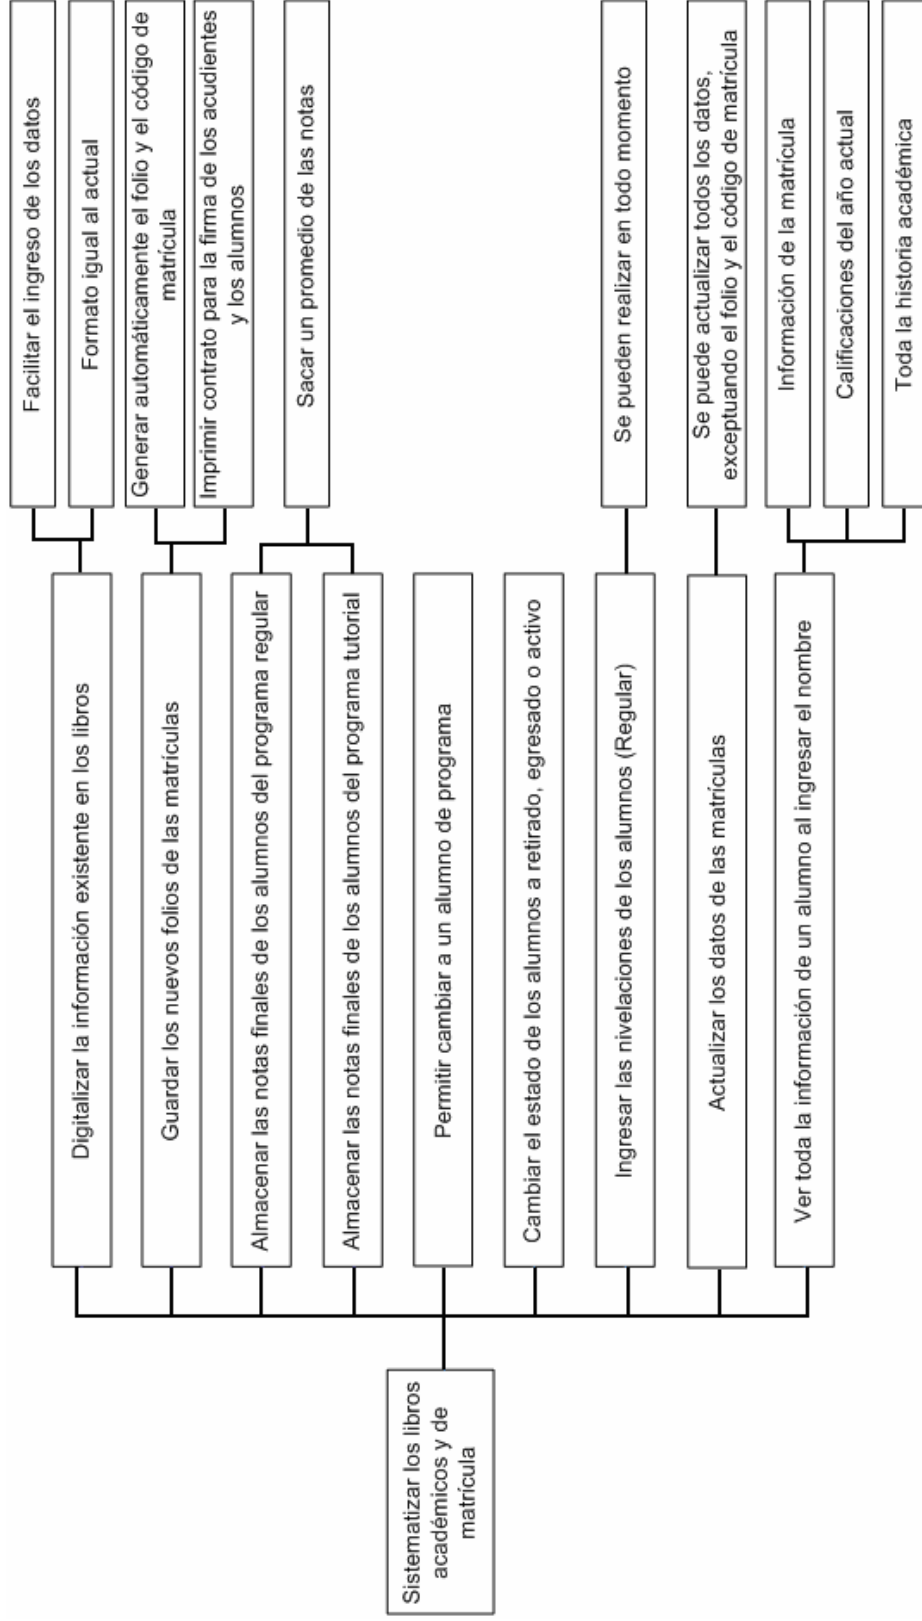 Sistematizar los libros
académicos y de
matrícula
Digitalizar la información existente en los libros
Guardar los nuevos folios de las matrículas
Almacenar las notas finales de los alumnos del programa regular
Almacenar las notas finales de los alumnos del programa tutorial
Permitir cambiar a un alumno de programa
Cambiar el estado de los alumnos a retirado, egresado o activo
Ingresar las nivelaciones de los alumnos (Regular)
Actualizar los datos de las matrículas
Ver toda la información de un alumno al ingresar el nombre
Facilitar el ingreso de los datos
Formato igual al actual
Generar automáticamente el folio y el código de
matrícula
Imprimir contrato para la firma de los acudientes
y los alumnos
Sacar un promedio de las notas
Se pueden realizar en todo momento
Se puede actualizar todos los datos,
exceptuando el folio y el código de matrícula
Información de la matrícula
Calificaciones del año actual
Toda la historia académica